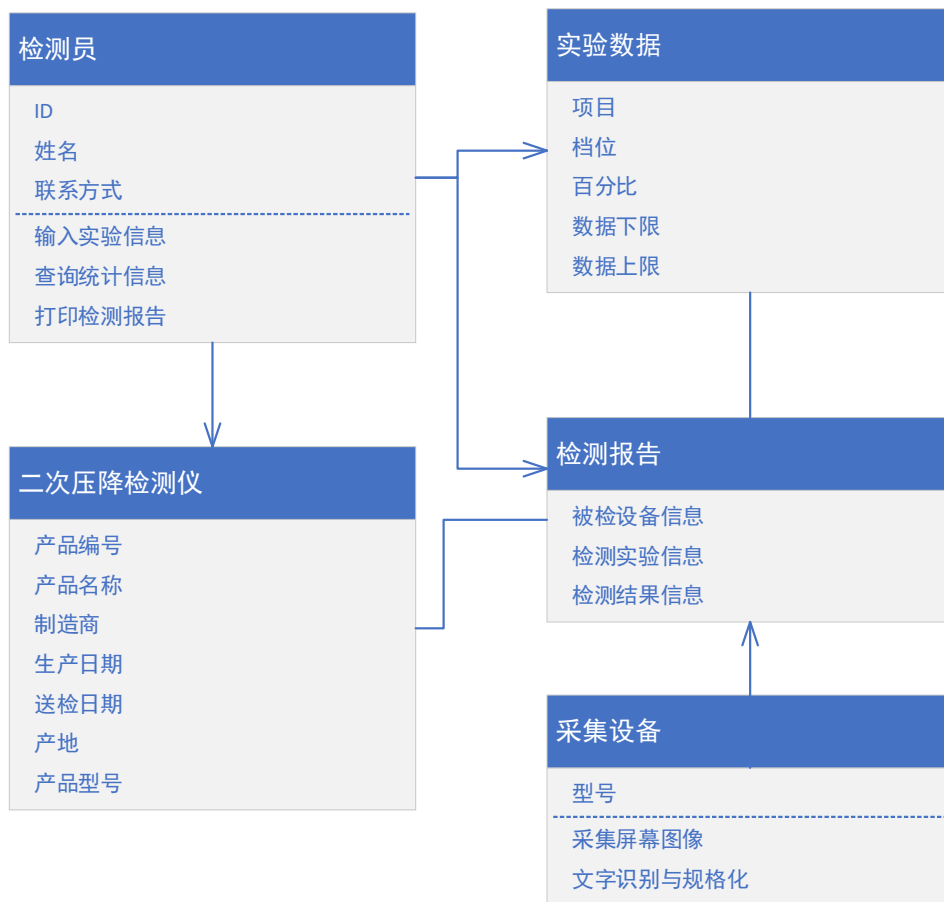 检测员
ID
姓名
联系方式
输入实验信息
查询统计信息
打印检测报告
实验数据
项目
档位
百分比
数据下限
数据上限
二次压降检测仪
产品编号
产品名称
制造商
生产日期
送检日期
产地
产品型号
检测报告
被检设备信息
检测实验信息
检测结果信息
采集设备
型号
采集屏幕图像
文字识别与规格化